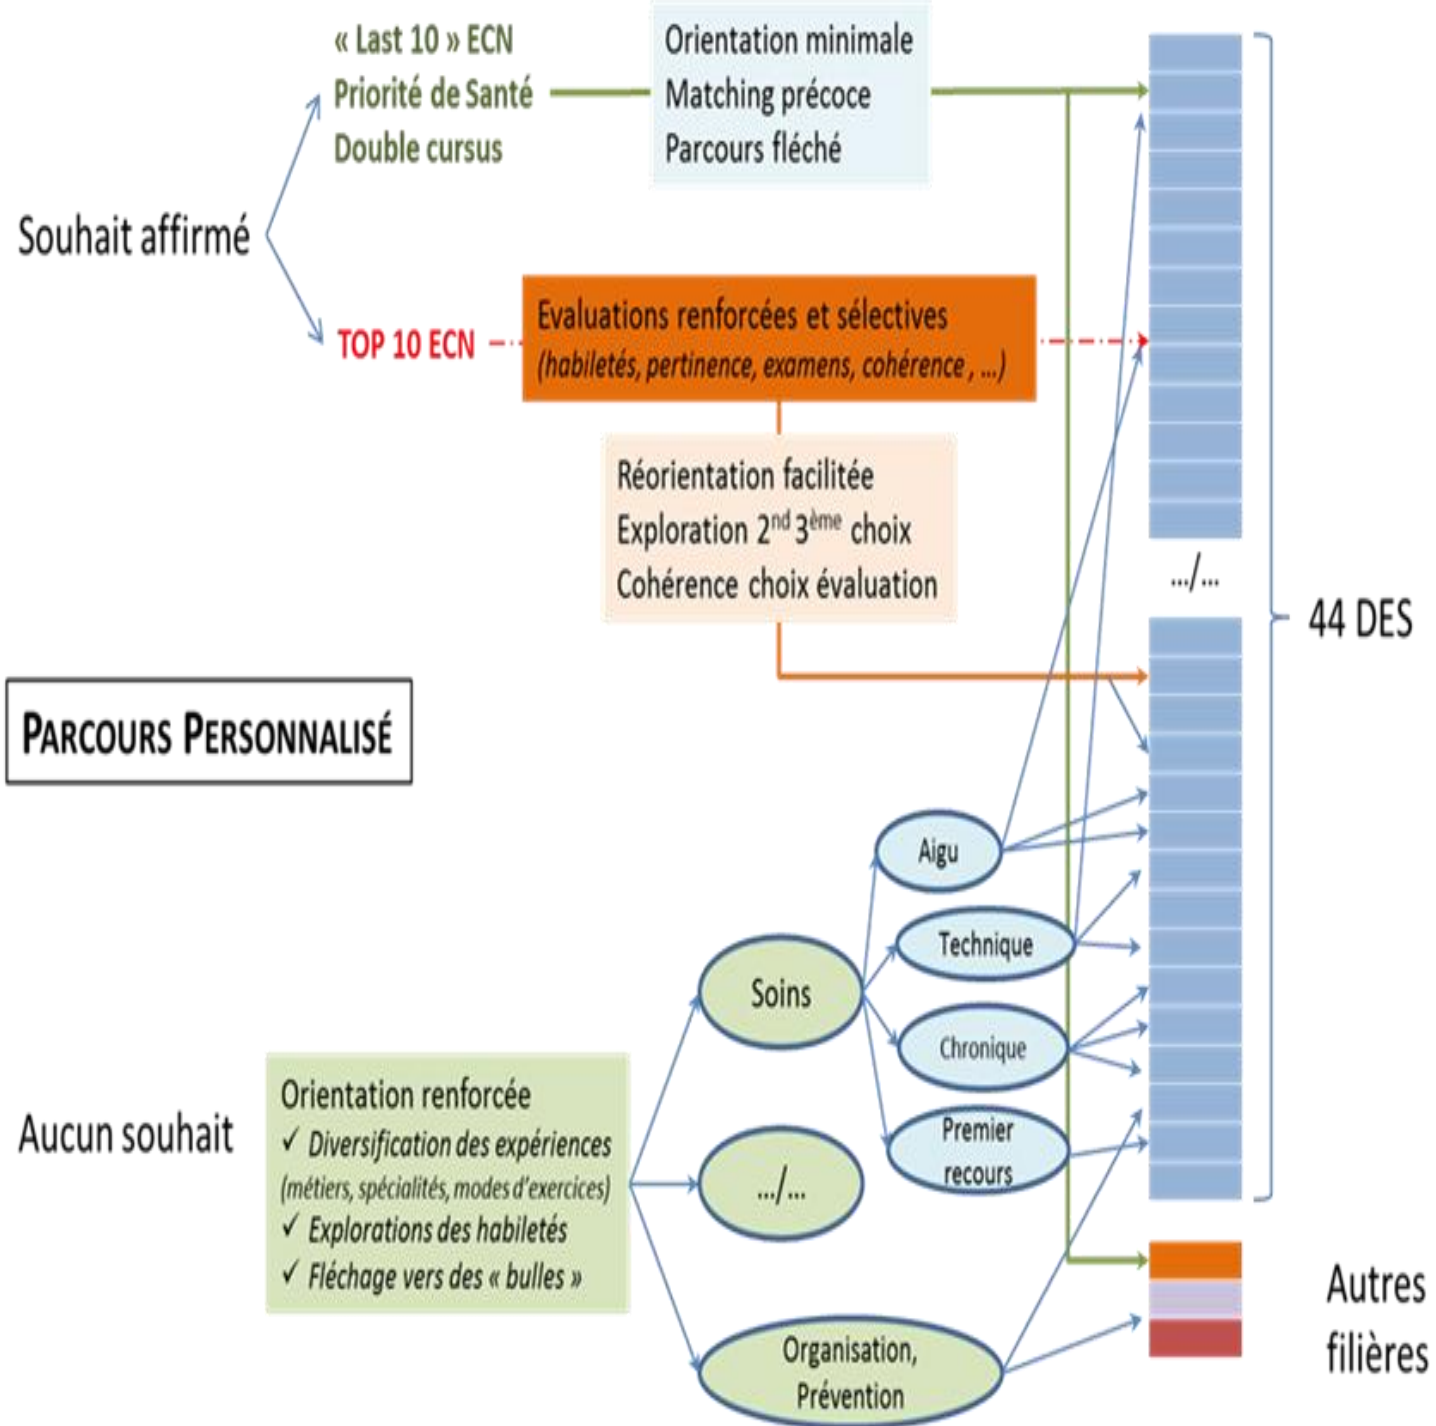 « Last 10 » ECN
Priorité de Santé
Double cursus
Orientation minimale
Matching précoce
Parcours fléché
Souhait affirmé
TOP 10 ECN
Evaluations renforcées et sélectives
(habiletés, pertinence, examens, cohérence , ...)
Réorientation facilitée
Exploration 2nd 3ème choix
Cohérence choix évaluation
.../...
44 DES
PARCOURS PERSONNALISÉ
Aigu
Technique
Soins
Chronique
Premier
recours
Aucun souhait
Orientation renforcée
✓ Diversification des expériences
(métiers, spécialités, modes d'exercices)
✓ Explorations des habiletés
✓ Fléchage vers des « bulles »
.../...
Organisation,
Prévention
Autres
filières